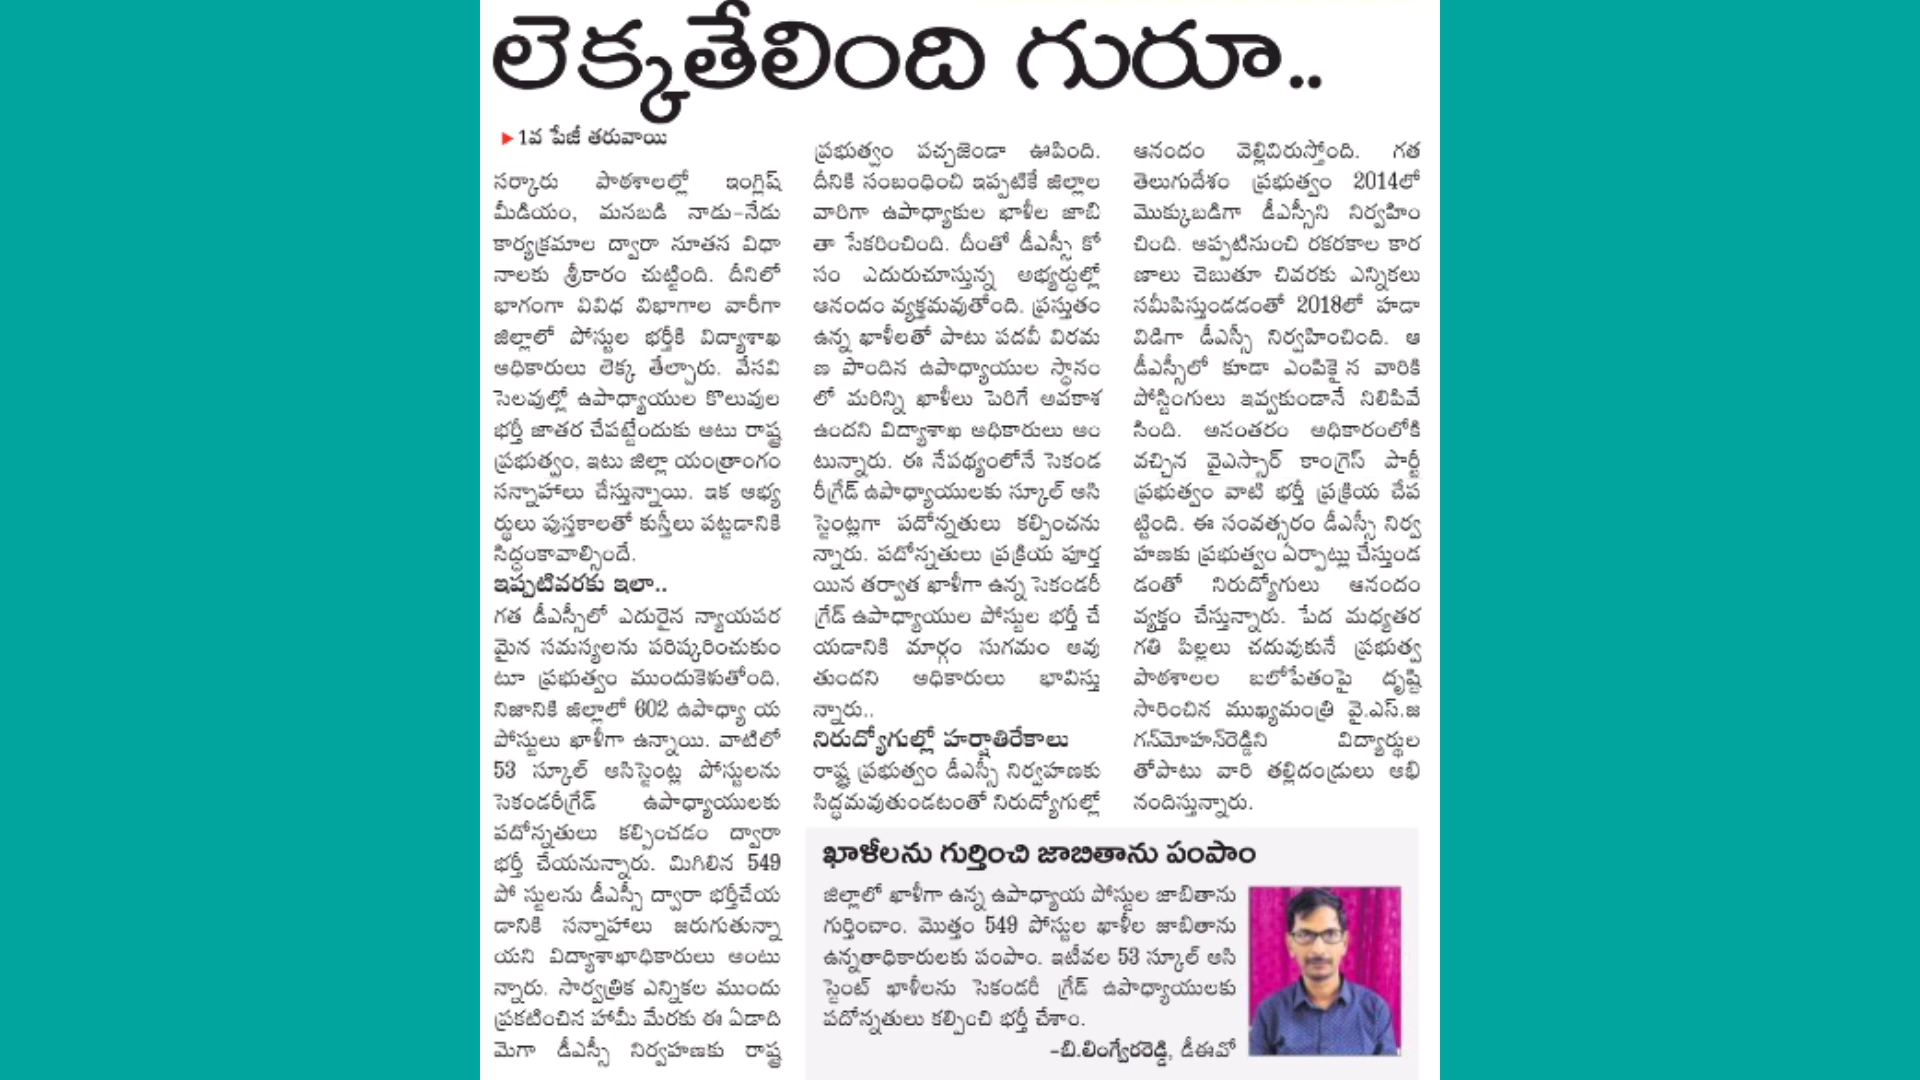 లెక్కతేలింది గురూ..
▶1వ పేజీ తరువాయి
సర్కారు పాఠశాలల్లో ఇంగ్లిష్
మీడియం, మనబడి నాడు-నేడు
కార్యక్రమాల ద్వారా నూతన విధా
నాలకు శ్రీకారం చుట్టింది. దీనిలో
భాగంగా వివిధ విభాగాల వారీగా
జిల్లాలో పోస్టుల భర్తీకి విద్యాశాఖ
అధికారులు లెక్క తేల్చారు. వేసవి
సెలవుల్లో ఉపాధ్యాయుల కొలువుల
భర్తీ జాతర చేపట్టేందుకు అటు రాష్ట్ర
ప్రభుత్వం, ఇటు జిల్లా యంత్రాంగం
సన్నాహాలు చేస్తున్నాయి. ఇక అభ్య
ర్థులు పుస్తకాలతో కుస్తీలు పట్టడానికి
సిద్ధంకావాల్సిందే.
ఇప్పటివరకు ఇలా..
గత డీఎస్సీలో ఎదురైన న్యాయపర
మైన సమస్యలను పరిష్కరించుకుం
టూ ప్రభుత్వం ముందుకెళుతోంది.
నిజానికి జిల్లాలో 602 ఉపాధ్యా య
పోస్టులు ఖాళీగా ఉన్నాయి. వాటిలో
53 స్కూల్ అసిస్టెంట్ల పోస్టులను
సెకండరీగ్రేడ్ ఉపాధ్యాయులకు
పదోన్నతులు కల్పించడం ద్వారా
భర్తీ చేయనున్నారు. మిగిలిన 549
పో స్టులను డీఎస్సీ ద్వారా భర్తీచేయ
డానికి సన్నాహాలు జరుగుతున్నా
యని విద్యాశాఖాధికారులు అంటు
న్నారు. సార్వత్రిక ఎన్నికల ముందు
ప్రకటించిన హామీ మేరకు ఈ ఏడాది
మెగా డీఎస్సీ నిర్వహణకు రాష్ట్ర
ప్రభుత్వం పచ్చజెండా ఊపింది.
దీనికి సంబంధించి ఇప్పటికే జిల్లాల
వారిగా ఉపాధ్యాకుల ఖాళీల జాబి
తా సేకరించింది. దీంతో డీఎస్సీ కో
సం ఎదురుచూస్తున్న అభ్యర్ధుల్లో
ఆనందం వ్యక్తమవుతోంది. ప్రస్తుతం
ఉన్న ఖాళీలతో పాటు పదవీ విరమ
ణ పొందిన ఉపాధ్యాయుల స్థానం
లో మరిన్ని ఖాళీలు పెరిగే అవకాశ
ఉందని విద్యాశాఖ అధికారులు అం
టున్నారు. ఈ నేపథ్యంలోనే సెకండ
రీగ్రేడ్ ఉపాధ్యాయులకు స్కూల్ అసి
స్టెంట్లగా పదోన్నతులు కల్పించను
న్నారు. పదోన్నతులు ప్రక్రియ పూర్త
యిన తర్వాత ఖాళీగా ఉన్న సెకండరీ
గ్రేడ్ ఉపాధ్యాయుల పోస్టుల భర్తీ చే
యడానికి మార్గం సుగమం అవు
తుందని అధికారులు భావిస్తు
న్నారు..
నిరుద్యోగుల్లో హర్షాతిరేకాలు
రాష్ట్ర ప్రభుత్వం డీఎస్సీ నిర్వహణకు
సిద్ధమవుతుండటంతో నిరుద్యోగుల్లో
ఆనందం వెల్లివిరుస్తోంది. గత
తెలుగుదేశం ప్రభుత్వం 2014లో
మొక్కుబడిగా డీఎస్సీని నిర్వహిం
చింది. అప్పటినుంచి రకరకాల కార
ణాలు చెబుతూ చివరకు ఎన్నికలు
సమీపిస్తుండడంతో 2018లో హడా
విడిగా డీఎస్సీ నిర్వహించింది. ఆ
డీఎస్సీలో కూడా ఎంపికై న వారికి
పోస్టింగులు ఇవ్వకుండానే నిలిపివే
సింది. అనంతరం అధికారంలోకి
వచ్చిన వైఎస్సార్ కాంగ్రెస్ పార్టీ
ప్రభుత్వం వాటి భర్తీ ప్రక్రియ చేప
ట్టింది. ఈ సంవత్సరం డీఎస్సీ నిర్వ
హణకు ప్రభుత్వం ఏర్పాట్లు చేస్తుండ
డంతో నిరుద్యోగులు ఆనందం
వ్యక్తం చేస్తున్నారు. పేద మధ్యతర
గతి పిల్లలు చదువుకునే ప్రభుత్వ
పాఠశాలల బలోపేతంపై దృష్టి
సారించిన ముఖ్యమంత్రి వై.ఎస్.జ
గన్‌మోహన్‌రెడ్డిని విద్యార్థుల
తోపాటు వారి తల్లిదండ్రులు అభి
నందిస్తున్నారు.
ఖాళీలను గుర్తించి జాబితాను పంపాం
జిల్లాలో ఖాళీగా ఉన్న ఉపాధ్యాయ పోస్టుల జాబితాను
గుర్తించాం. మొత్తం 549 పోస్టుల ఖాళీల జాబితాను
ఉన్నతాధికారులకు పంపాం. ఇటీవల 53 స్కూల్ అసి
స్టెంట్ ఖాళీలను సెకండరీ గ్రేడ్ ఉపాధ్యాయులకు
పదోన్నతులు కల్పించి భర్తీ చేశాం.
-బి.లింగ్వేరరెడ్డి, డీఈవో